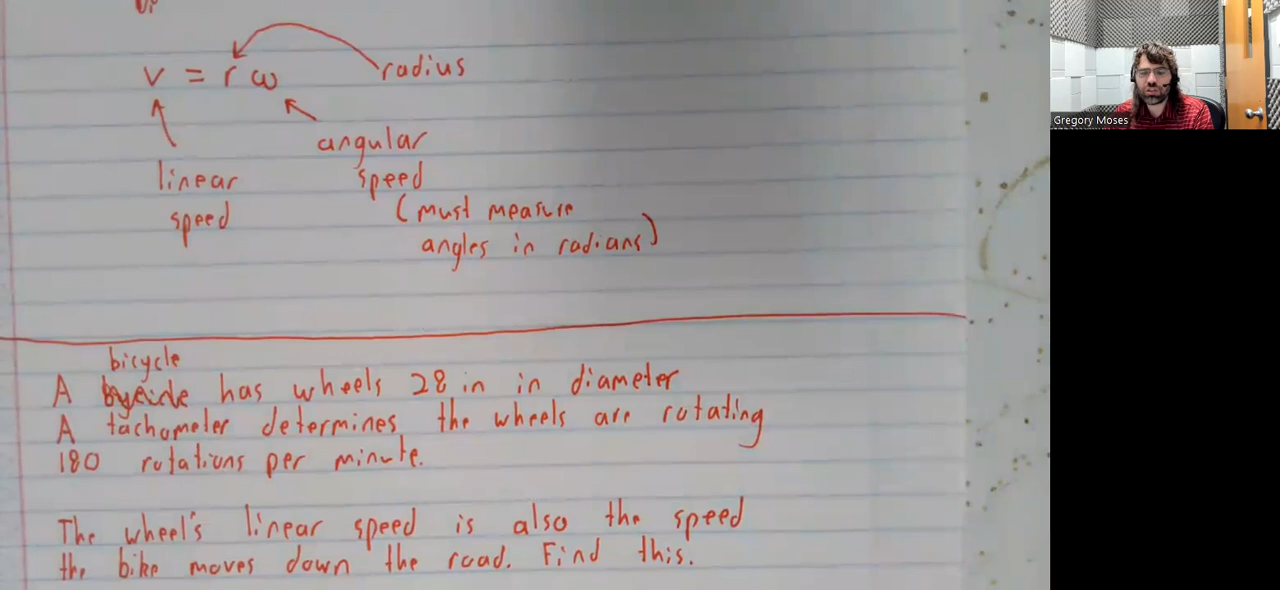 v = r ω
radius
linear
speed
angular
speed
(must measure
angles in radians)
bicycle
A has wheels 28 in in diameter
A tachometer determines the wheels are rotating
180 rotations per minute.
The wheel's linear speed is also the speed
the bike moves down the road. Find this.
Gregory Moses